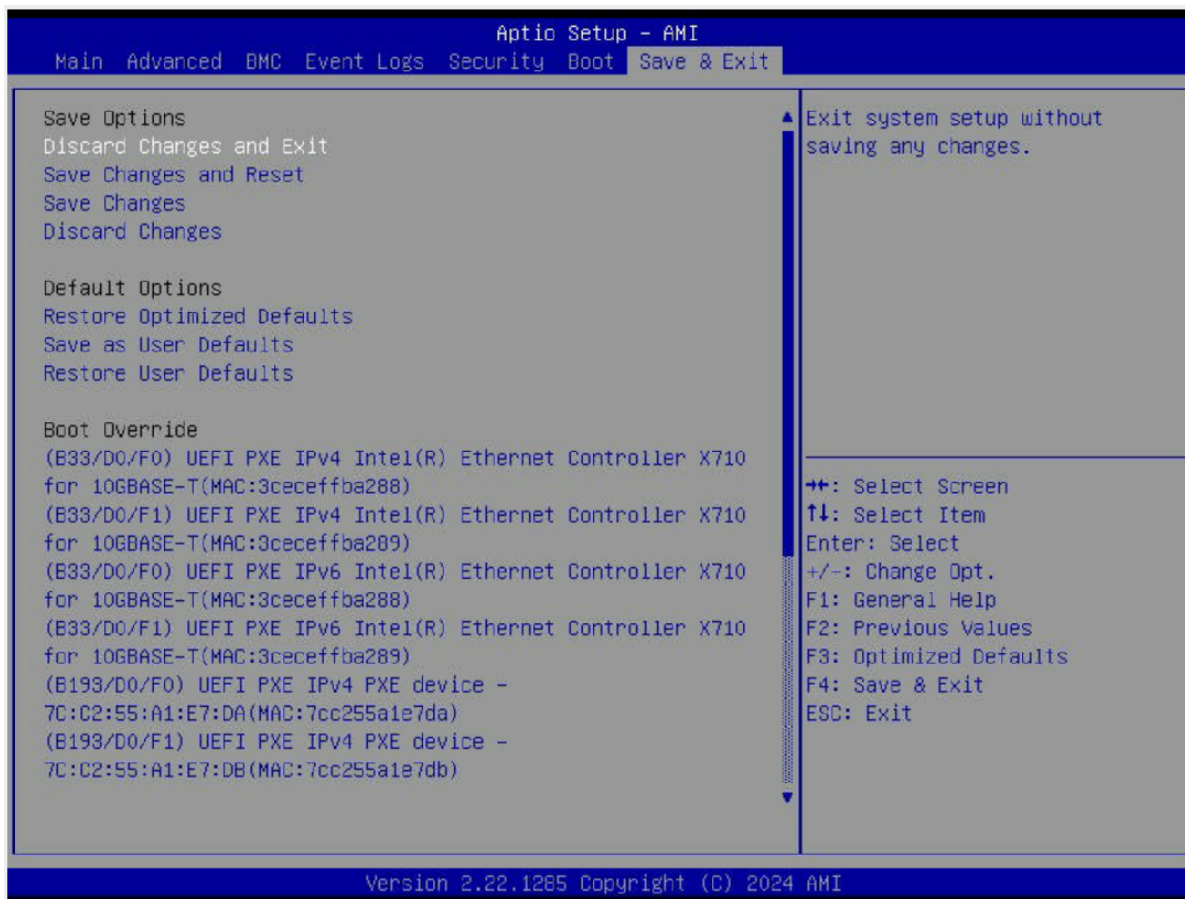 Aptio Setup – AMI
Main Advanced BMC Event Logs Security Boot Save & Exit
Save Options
Discard Changes and Exit
Save Changes and Reset
Save Changes
Discard Changes
Default Options
Restore Optimized Defaults
Save as User Defaults
Restore User Defaults
Boot Override
(B33/D0/F0) UEFI PXE IPv4 Intel(R) Ethernet Controller X710
for 10GBASE-T(MAC:3ceceffba288)
(B33/D0/F1) UEFI PXE IPv4 Intel(R) Ethernet Controller X710
for 10GBASE-T(MAC:3ceceffba289)
(B33/D0/F0) UEFI PXE IPv6 Intel(R) Ethernet Controller X710
for 10GBASE-T(MAC:3ceceffba288)
(B33/D0/F1) UEFI PXE IPv6 Intel(R) Ethernet Controller X710
for 10GBASE-T(MAC:3ceceffba289)
(B193/D0/F0) UEFI PXE IPv4 PXE device –
7C:C2:55:A1:E7:DA(MAC:7cc255a1e7da)
(B193/D0/F1) UEFI PXE IPv4 PXE device –
7C:C2:55:A1:E7:DB(MAC:7cc255a1e7db)
Exit system setup without
saving any changes.
→←: Select Screen
↑↓: Select Item
Enter: Select
+/-: Change Opt.
F1: General Help
F2: Previous Values
F3: Optimized Defaults
F4: Save & Exit
ESC: Exit
Version 2.22.1285 Copyright (C) 2024 AMI